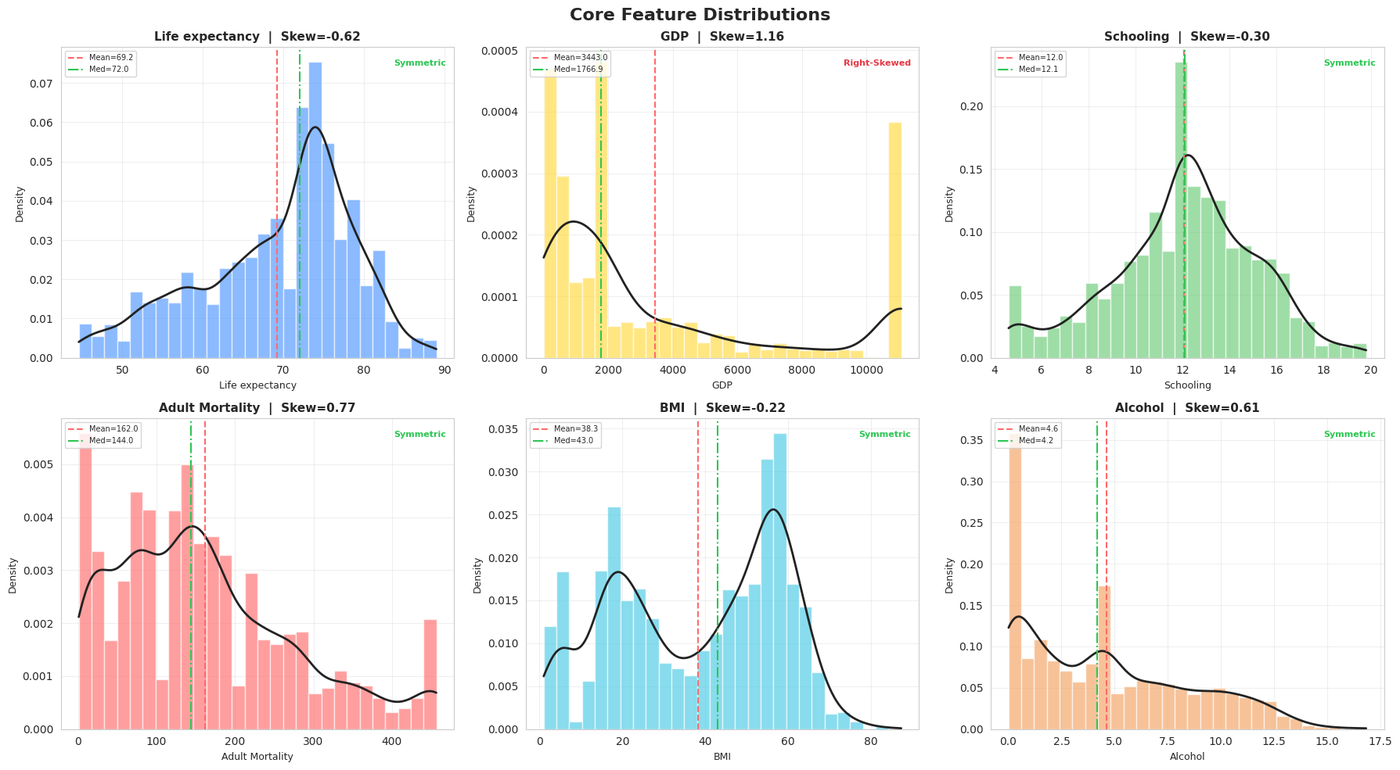 Core Feature Distributions
Life expectancy | Skew=-0.62
Mean=69.2
Med=72.0
Symmetric
0.07
0.06
0.05
0.04
0.03
0.02
0.01
0.00
Density
50 60 70 80 90
Life expectancy
GDP | Skew=1.16
Mean=3443.0
Med=1766.9
Right-Skewed
0.0005
0.0004
0.0003
0.0002
0.0001
0.0000
Density
0 2000 4000 6000 8000 10000
GDP
Schooling | Skew=-0.30
Mean=12.0
Med=12.1
Symmetric
0.20
0.15
0.10
0.05
0.00
Density
4 6 8 10 12 14 16 18 20
Schooling
Adult Mortality | Skew=0.77
Mean=162.0
Med=144.0
Symmetric
0.005
0.004
0.003
0.002
0.001
0.000
Density
0 100 200 300 400
Adult Mortality
BMI | Skew=-0.22
Mean=38.3
Med=43.0
Symmetric
0.035
0.030
0.025
0.020
0.015
0.010
0.005
0.000
Density
0 20 40 60 80
BMI
Alcohol | Skew=0.61
Mean=4.6
Med=4.2
Symmetric
0.35
0.30
0.25
0.20
0.15
0.10
0.05
0.00
Density
0.0 2.5 5.0 7.5 10.0 12.5 15.0 17.5
Alcohol